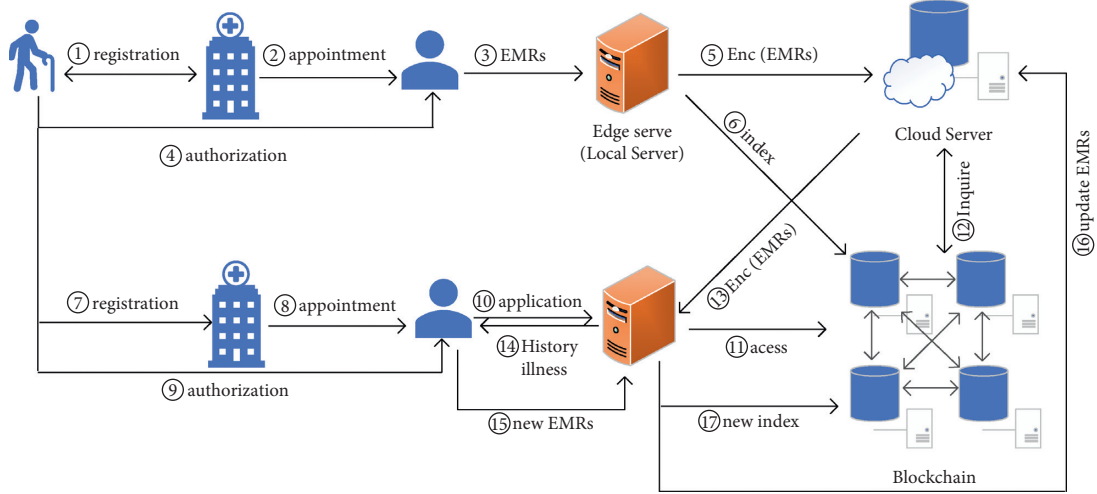 ① registration
② appointment
③ EMRs
⑤ Enc (EMRs)
④ authorization
Edge serve
(Local Server)
⑥ index
Cloud Server
⑫ Inquire
⑯ update EMRs
⑬ Enc (EMRs)
⑦ registration
⑧ appointment
⑩ application
⑭ History
illness
⑪ acess
⑨ authorization
⑮ new EMRs
⑰ new index
Blockchain